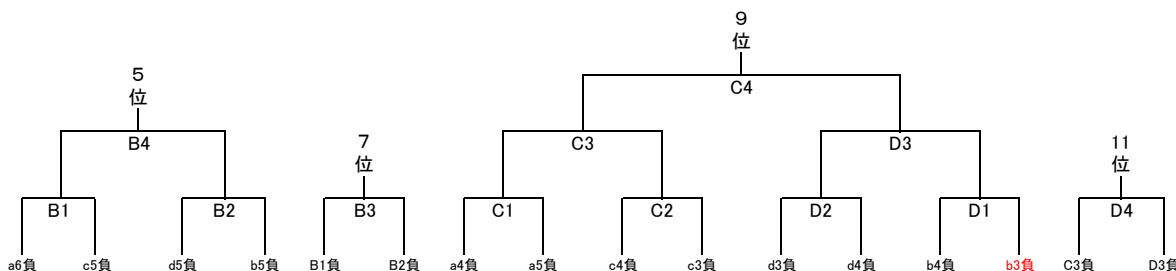 9
位
5
位
C4
B4
7
位
C3
D3
11
位
B1
B2
B3
C1
C2
D2
D1
D4
a6負
c5負
d5負
b5負
B1負
B2負
a4負
a5負
c4負
c3負
d3負
d4負
b4負
b3負
C3負
D3負